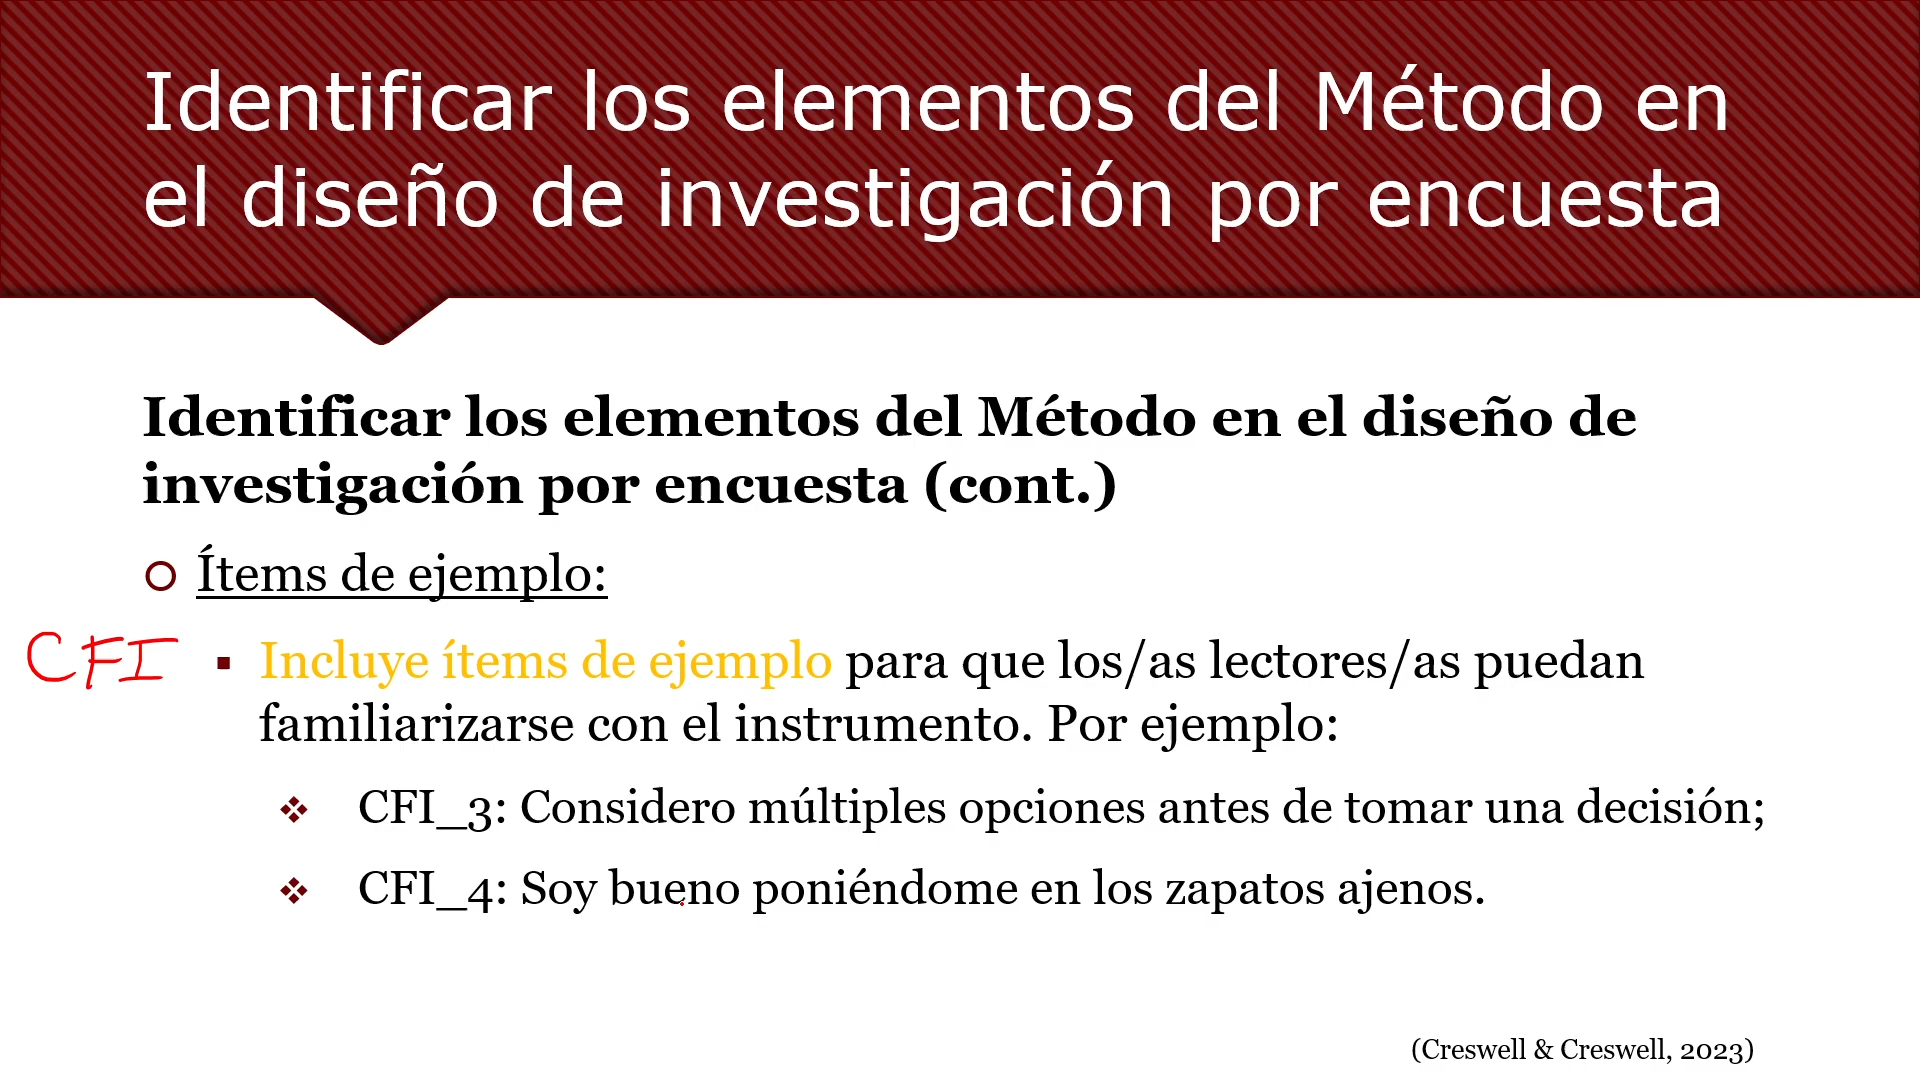 Identificar los elementos del Método en
el diseño de investigación por encuesta
Identificar los elementos del Método en el diseño de
investigación por encuesta (cont.)
Ítems de ejemplo:
CFI
Incluye ítems de ejemplo para que los/as lectores/as puedan
familiarizarse con el instrumento. Por ejemplo:
CFI_3: Considero múltiples opciones antes de tomar una decisión;
CFI_4: Soy bueno poniéndome en los zapatos ajenos.
(Creswell & Creswell, 2023)